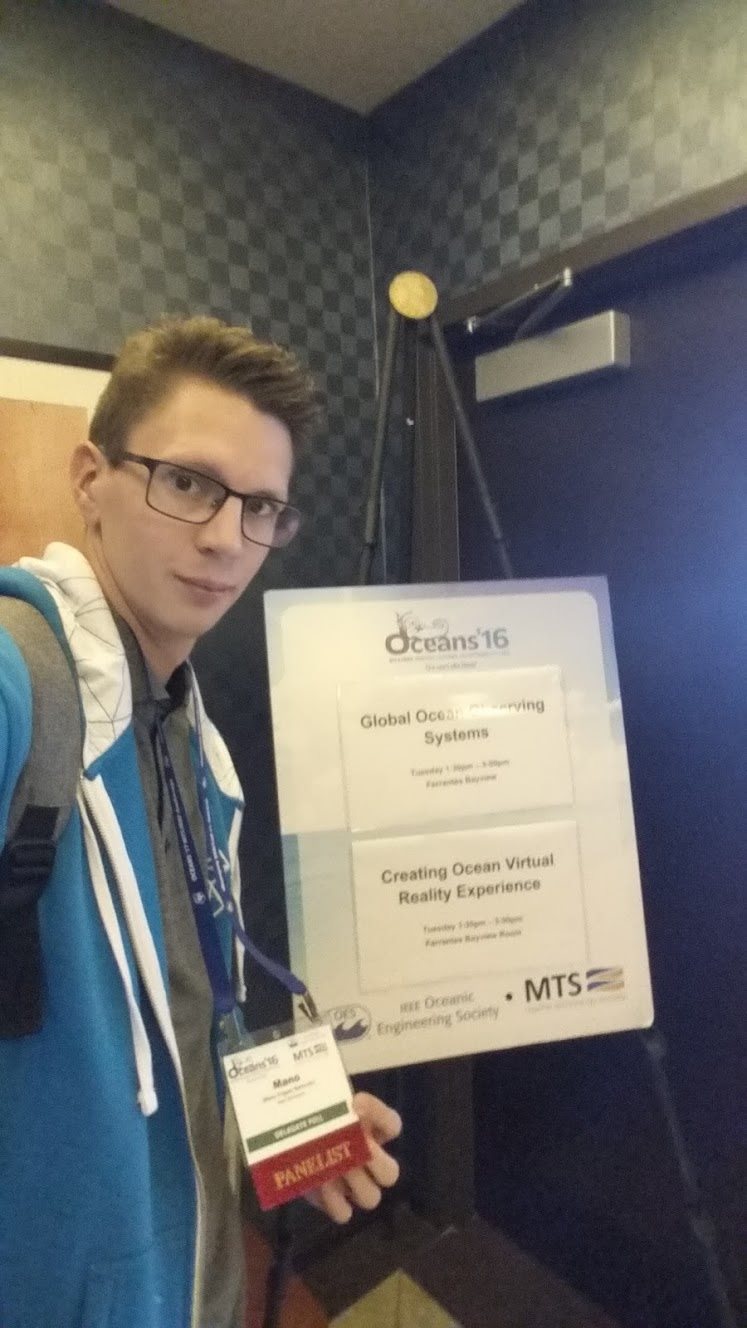 Oceans'16
Global Ocean Observing
Systems
Tuesday 1:30pm – 3:00pm
Farrantes Bayview
Creating Ocean Virtual
Reality Experience
Tuesday 1:30pm – 3:00pm
Farrantes Bayview Room
OES
IEEE Oceanic
Engineering Society
• MTS
Oceans'16
MTS
Mano
DELEGATE FULL
PANELIST